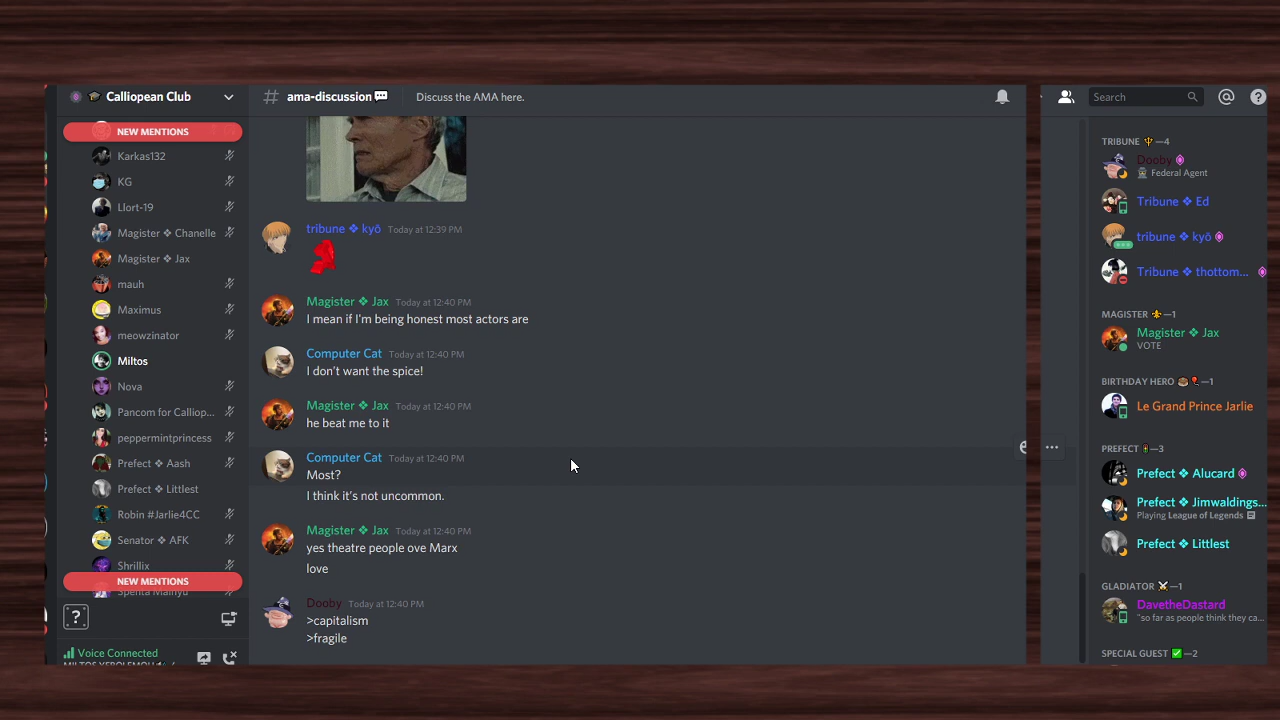 Calliopean Club
NEW MENTIONS
Karkas132
KG
Llort-19
Magister ❖ Chanelle
Magister ❖ Jax
mauh
Maximus
meowzinator
Miltos
Nova
Pancom for Calliop...
peppermintprincess
Prefect ❖ Aash
Prefect ❖ Littlest
Robin #Jarlie4CC
Senator ❖ AFK
Shrillix
NEW MENTIONS
Voice Connected
# ama-discussion💬
Discuss the AMA here.
tribune ❖ kyō Today at 12:39 PM
Magister ❖ Jax Today at 12:40 PM
I mean if I'm being honest most actors are
Computer Cat Today at 12:40 PM
I don't want the spice!
Magister ❖ Jax Today at 12:40 PM
he beat me to it
Computer Cat Today at 12:40 PM
Most?
I think it's not uncommon.
Magister ❖ Jax Today at 12:40 PM
yes theatre people ove Marx
love
Dooby Today at 12:40 PM
>capitalism
>fragile
Search
TRIBUNE 🔱—4
Dooby
Federal Agent
Tribune ❖ Ed
tribune ❖ kyō
Tribune ❖ thottom...
MAGISTER ⚜—1
Magister ❖ Jax
VOTE
BIRTHDAY HERO 🎂🎈—1
Le Grand Prince Jarlie
PREFECT —3
Prefect ❖ Alucard
Prefect ❖ Jimwaldings...
Playing League of Legends
Prefect ❖ Littlest
GLADIATOR ⚔—1
DavetheDastard
"so far as people think they ca...
SPECIAL GUEST ✅—2